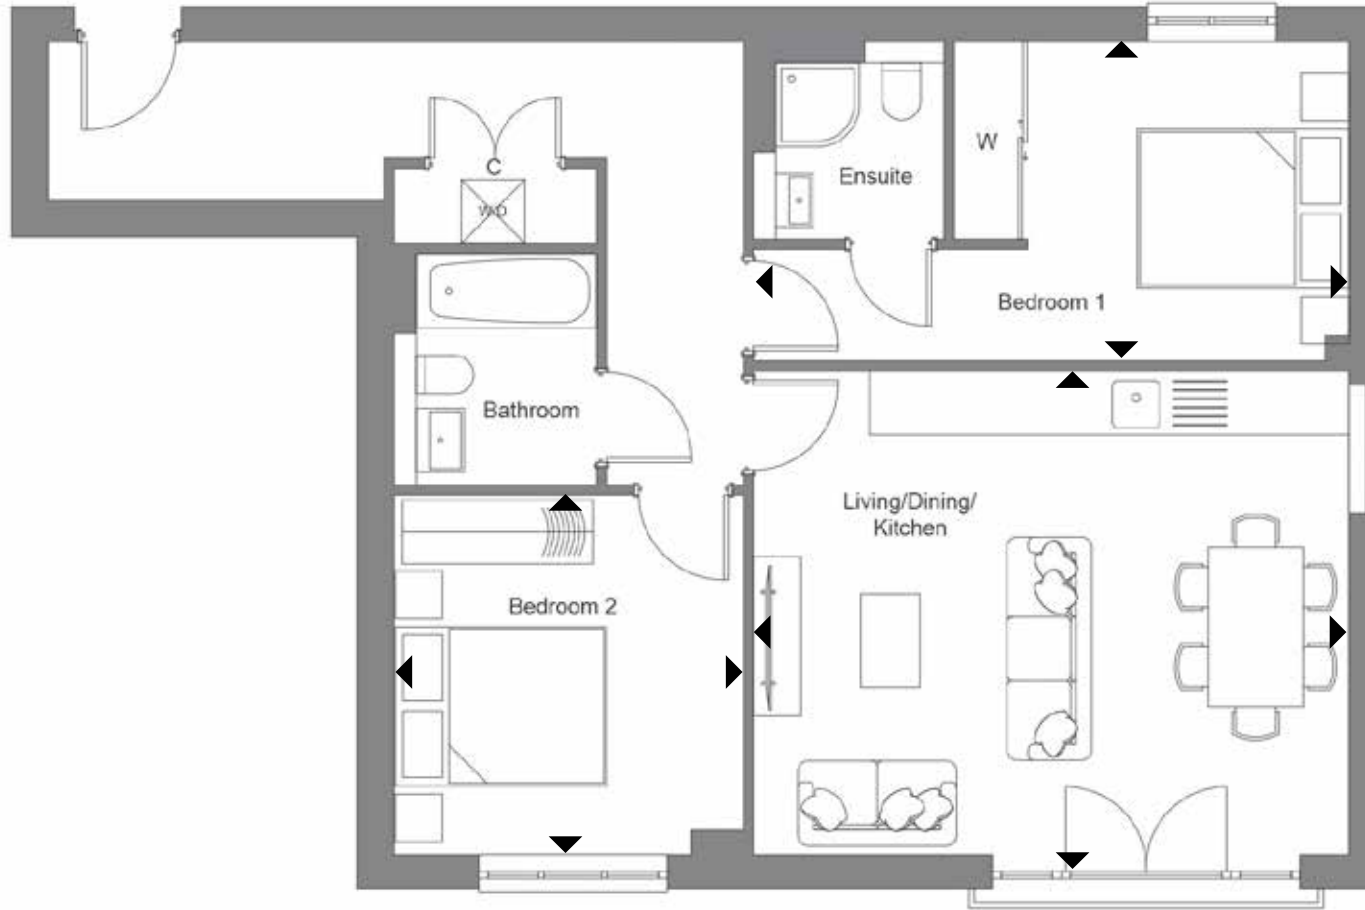 C
W/D
Ensuite
W
Bedroom 1
Bathroom
Living/Dining/
Kitchen
Bedroom 2